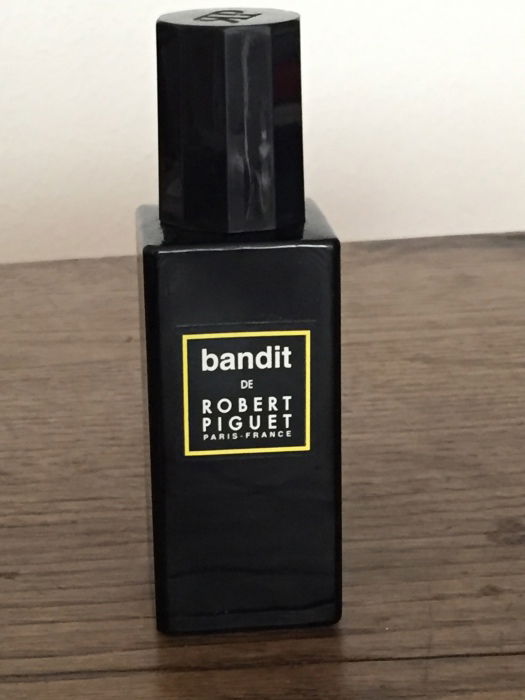 bandit
DE
ROBERT
PIGUET
PARIS-FRANCE